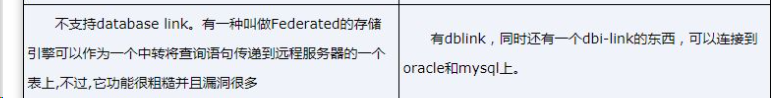 不支持database link。有一种叫做Federated的存储
引擎可以作为一个中转将查询语句传递到远程服务器的一个
表上,不过,它功能很粗糙并且漏洞很多
有dblink，同时还有一个dbi-link的东西，可以连接到
oracle和mysql上。